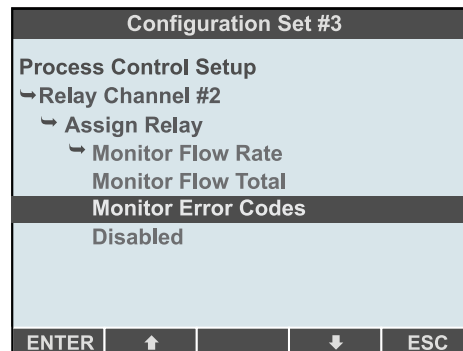 Configuration Set #3
Process Control Setup
➥Relay Channel #2
➥ Assign Relay
➥ Monitor Flow Rate
Monitor Flow Total
Monitor Error Codes
Disabled
ENTER ⬆ ⬇ ESC